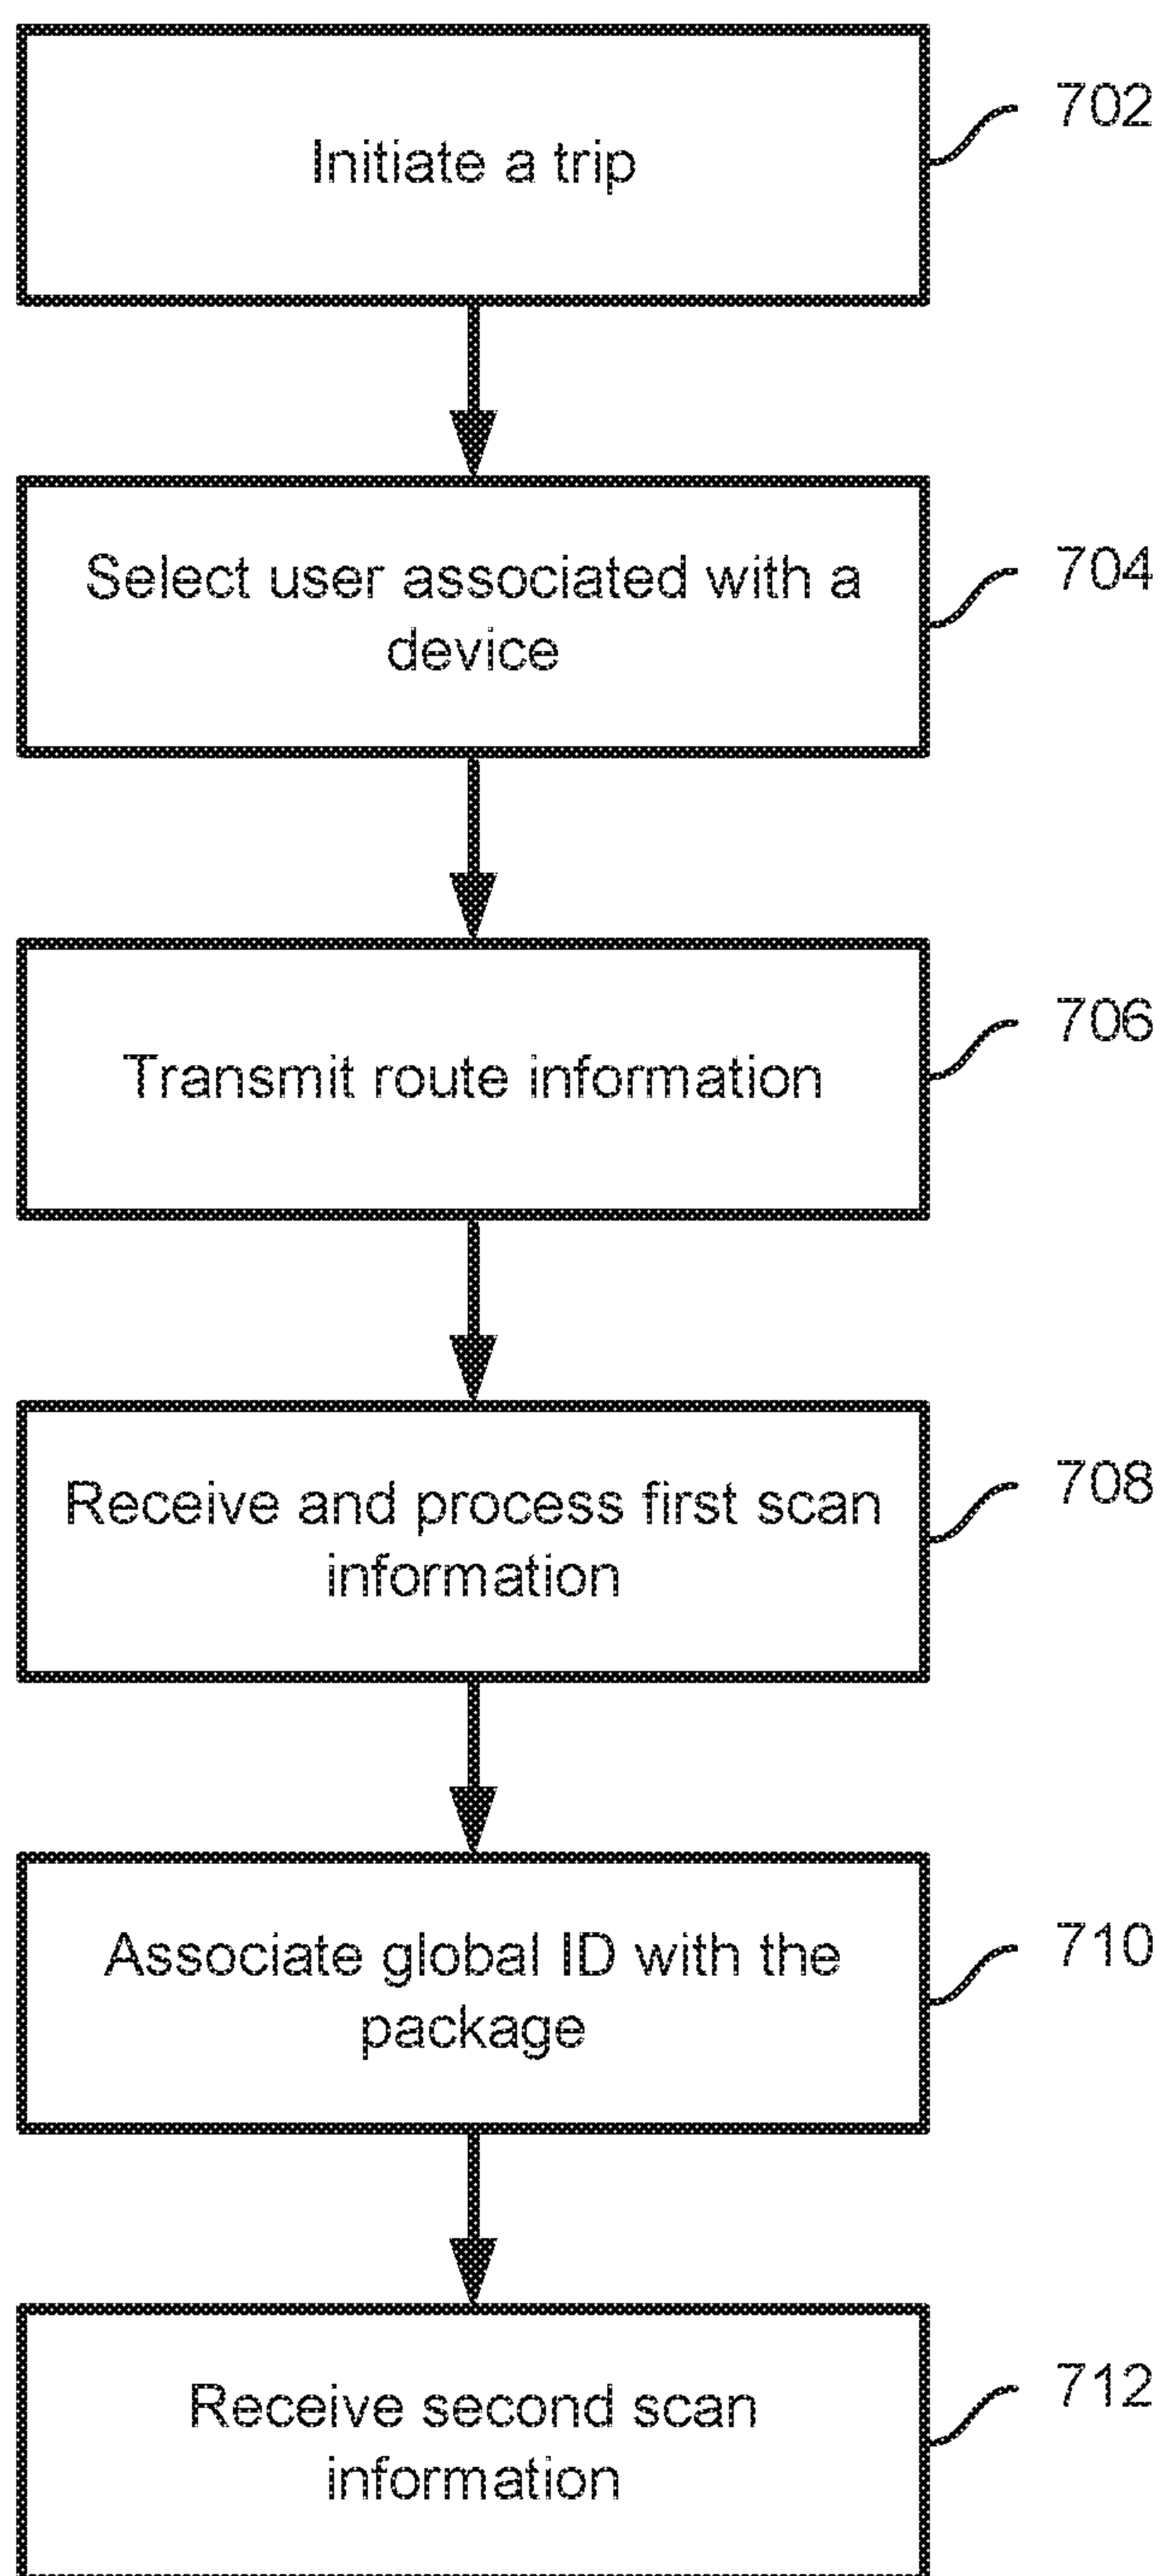 Initiate a trip
702
Select user associated with a
device
704
Transmit route information
706
Receive and process first scan
information
708
Associate global ID with the
package
710
Receive second scan
information
712